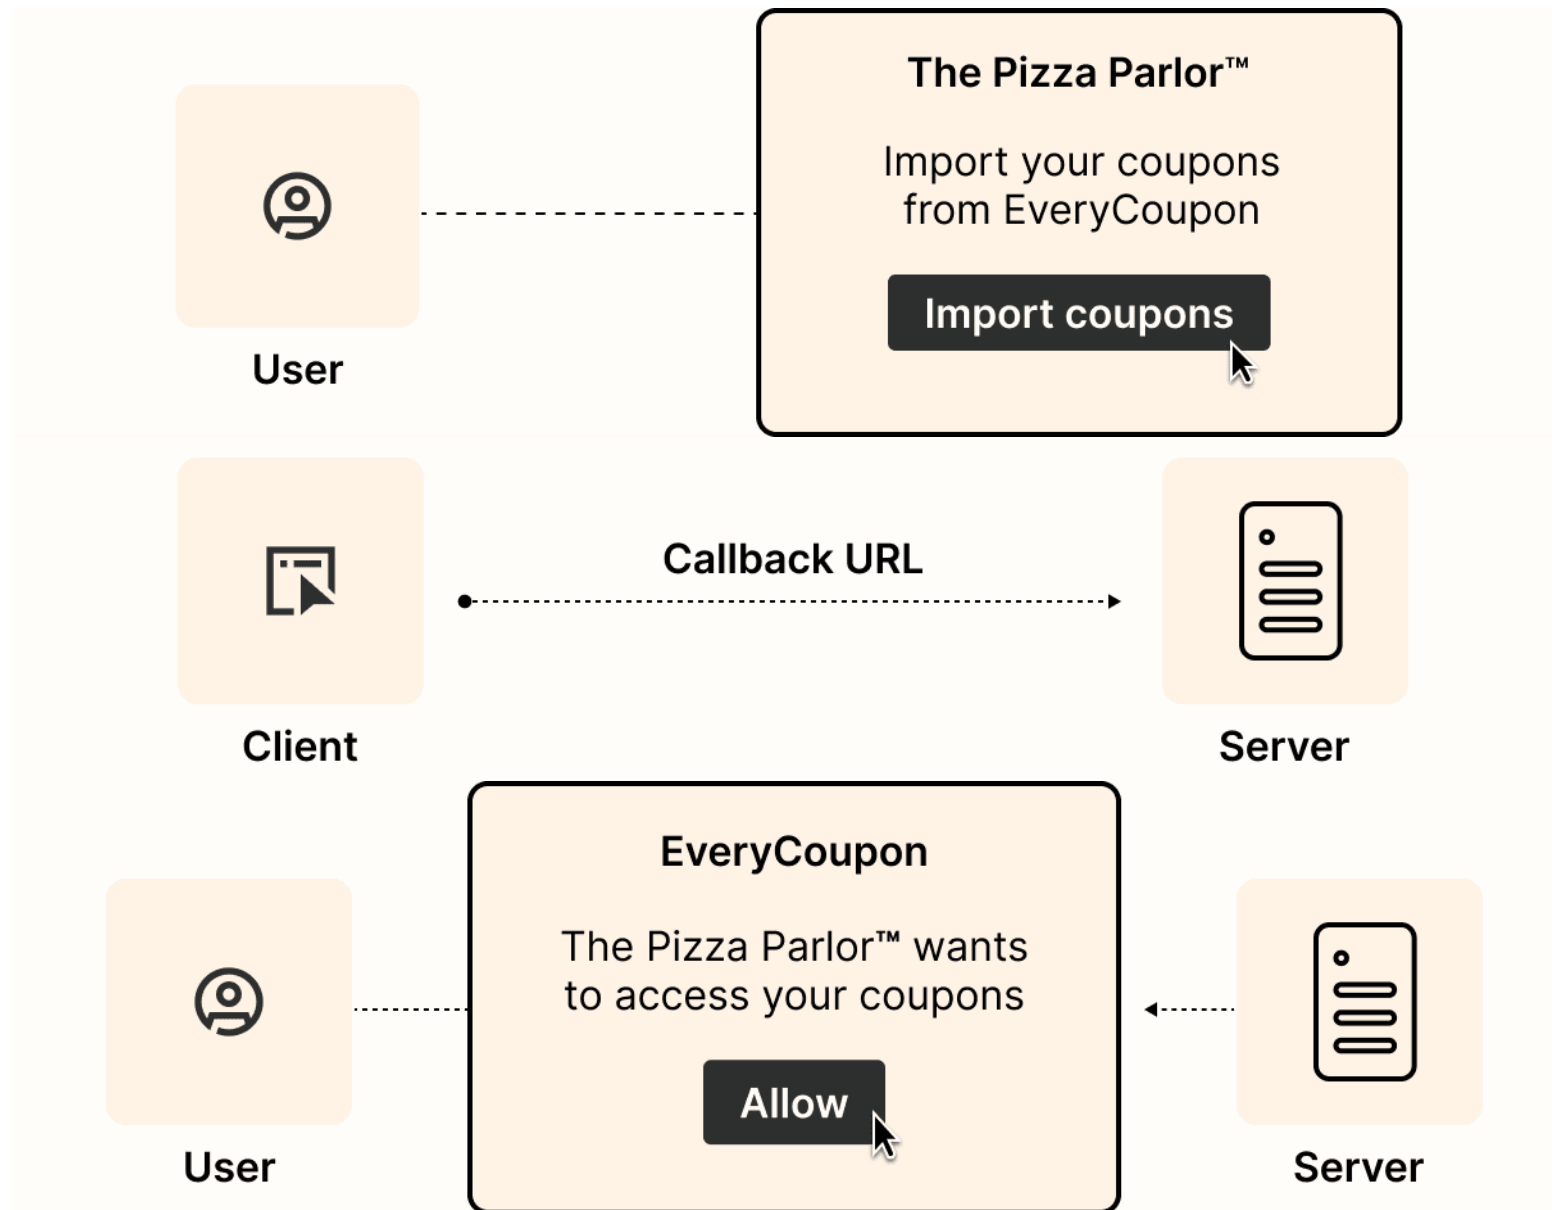 The Pizza Parlor™
Import your coupons
from EveryCoupon
Import coupons
User
Callback URL
Client
Server
EveryCoupon
The Pizza Parlor™ wants
to access your coupons
Allow
User
Server